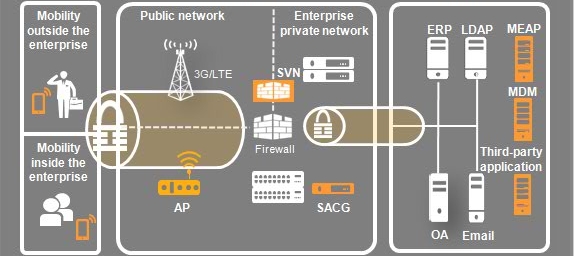 Mobility
outside the
enterprise
Mobility
inside the
enterprise
Public network
3G/LTE
AP
Enterprise
private network
SVN
Firewall
SACG
ERP
LDAP
MEAP
MDM
Third-party
application
OA
Email